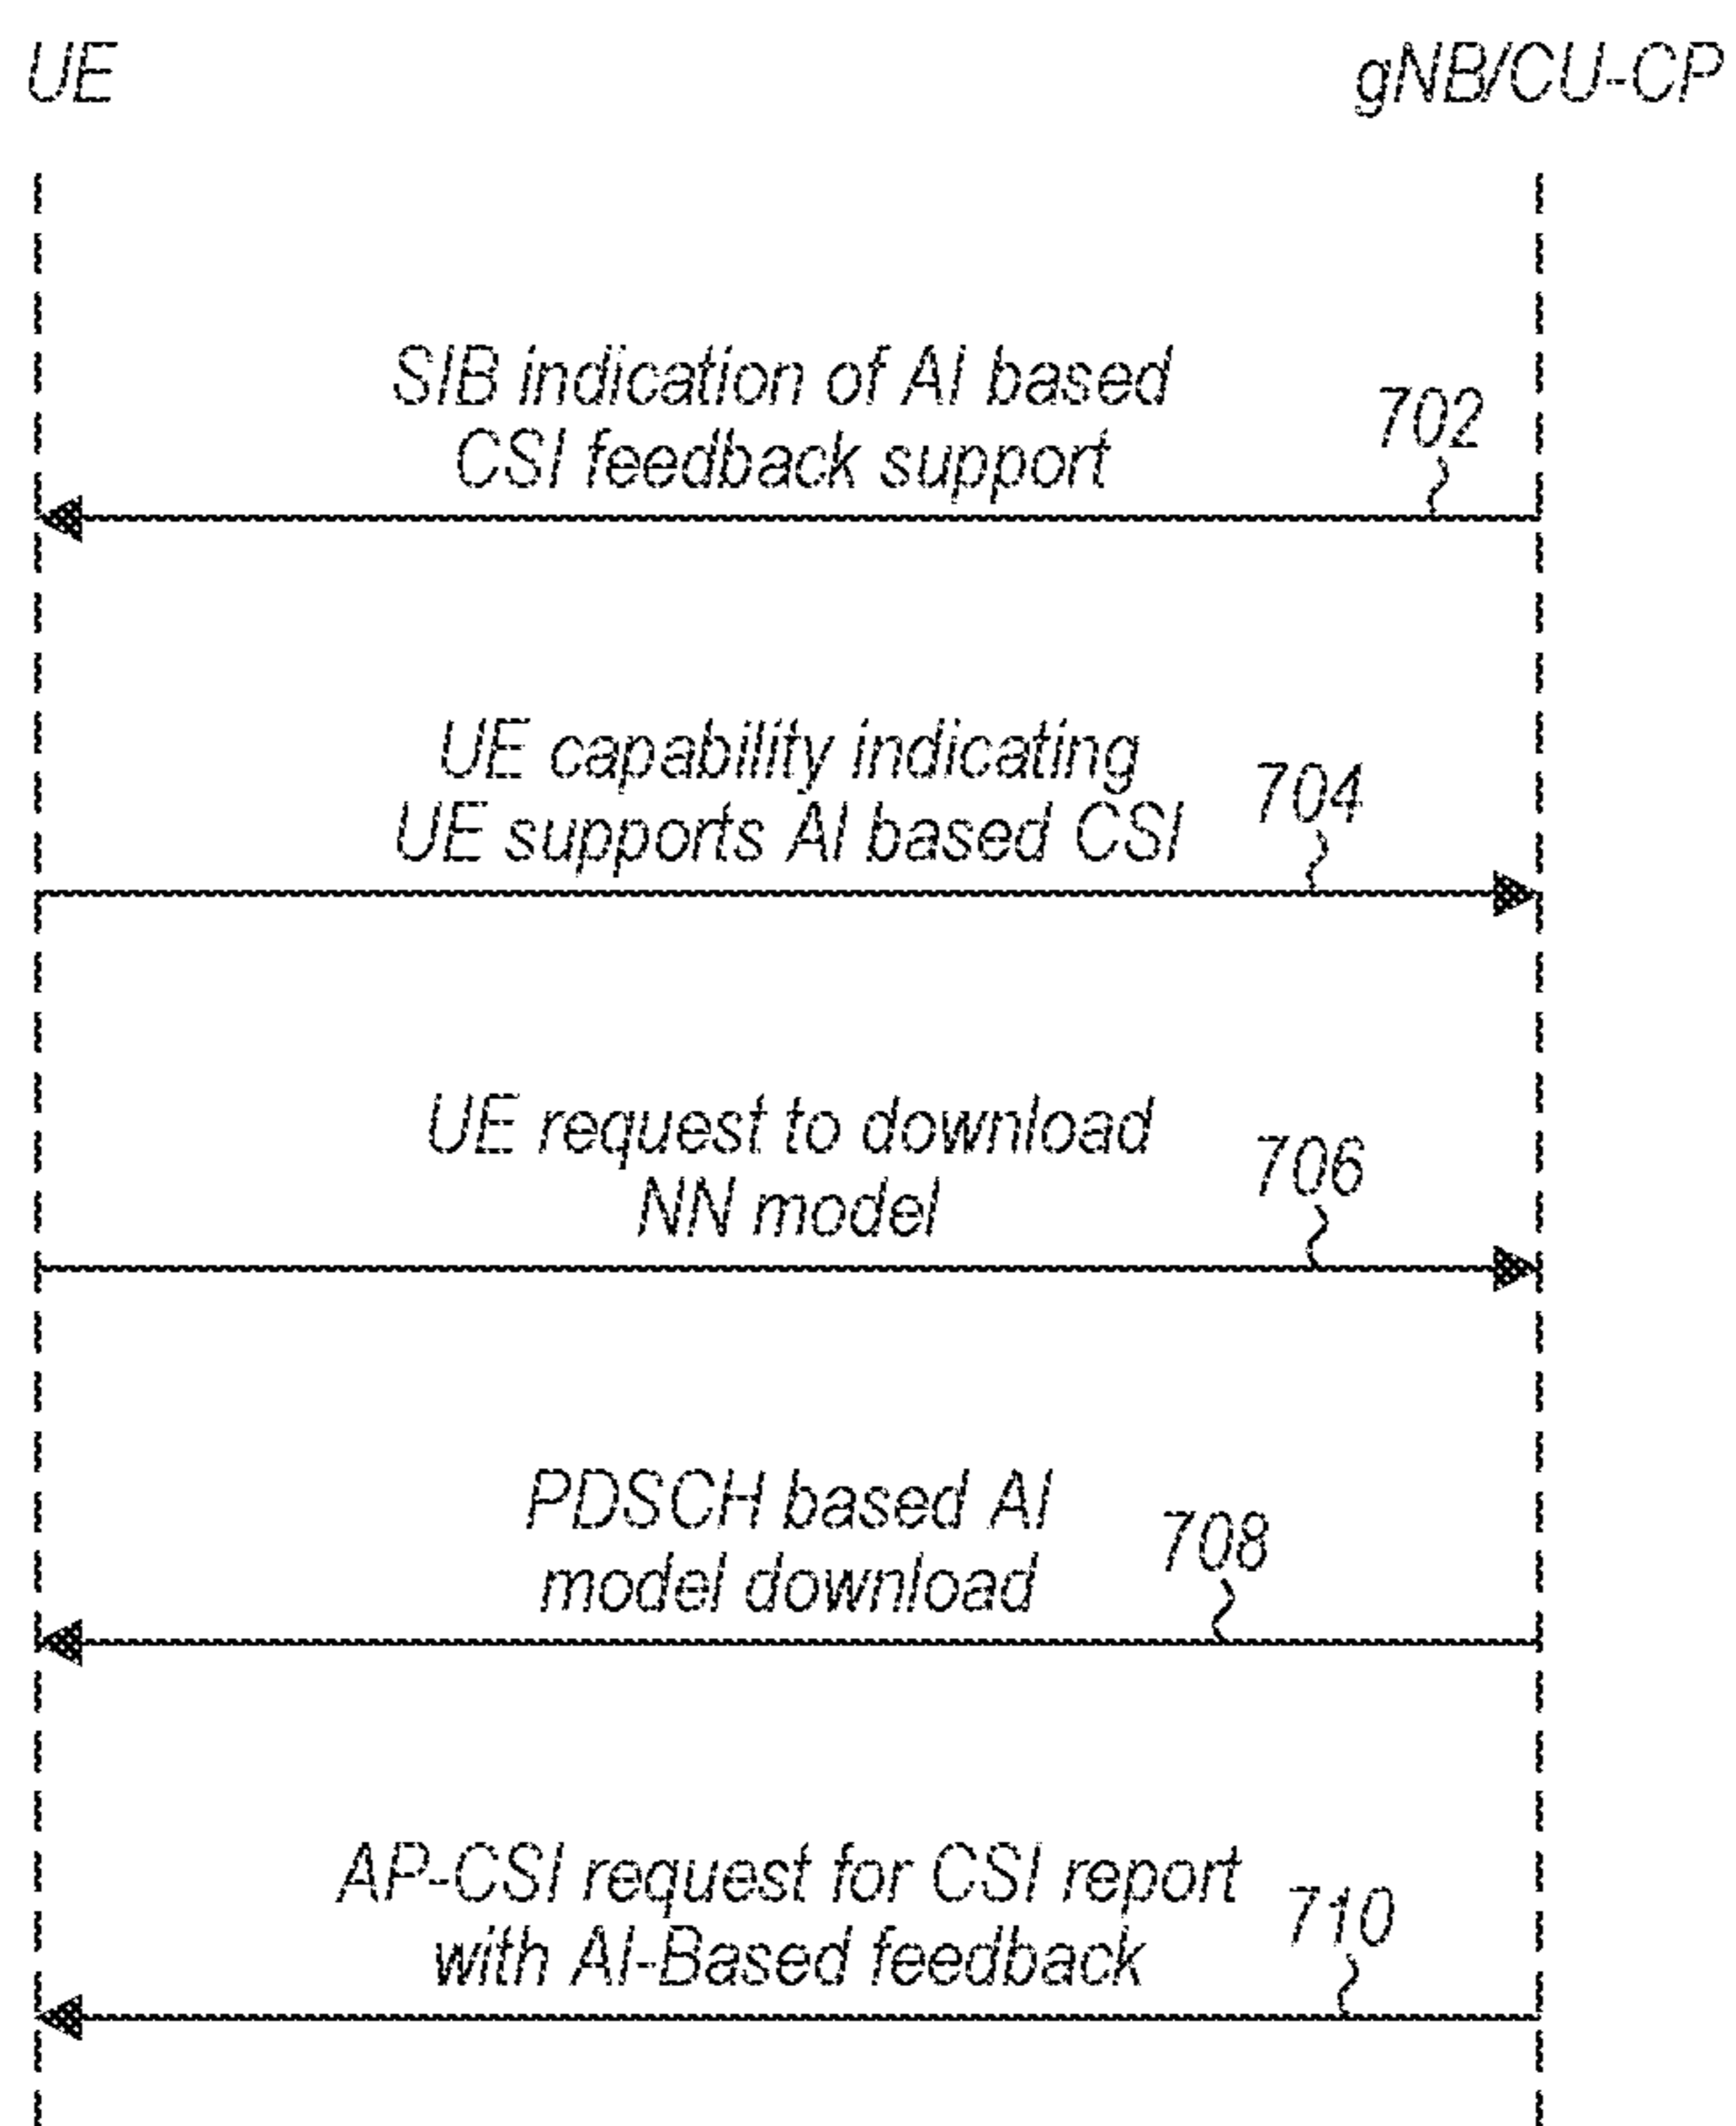 UE
gNB/CU-CP
SIB indication of AI based
CSI feedback support
702
UE capability indicating
UE supports AI based CSI
704
UE request to download
NN model
706
PDSCH based AI
model download
708
AP-CSI request for CSI report
with AI-Based feedback
710